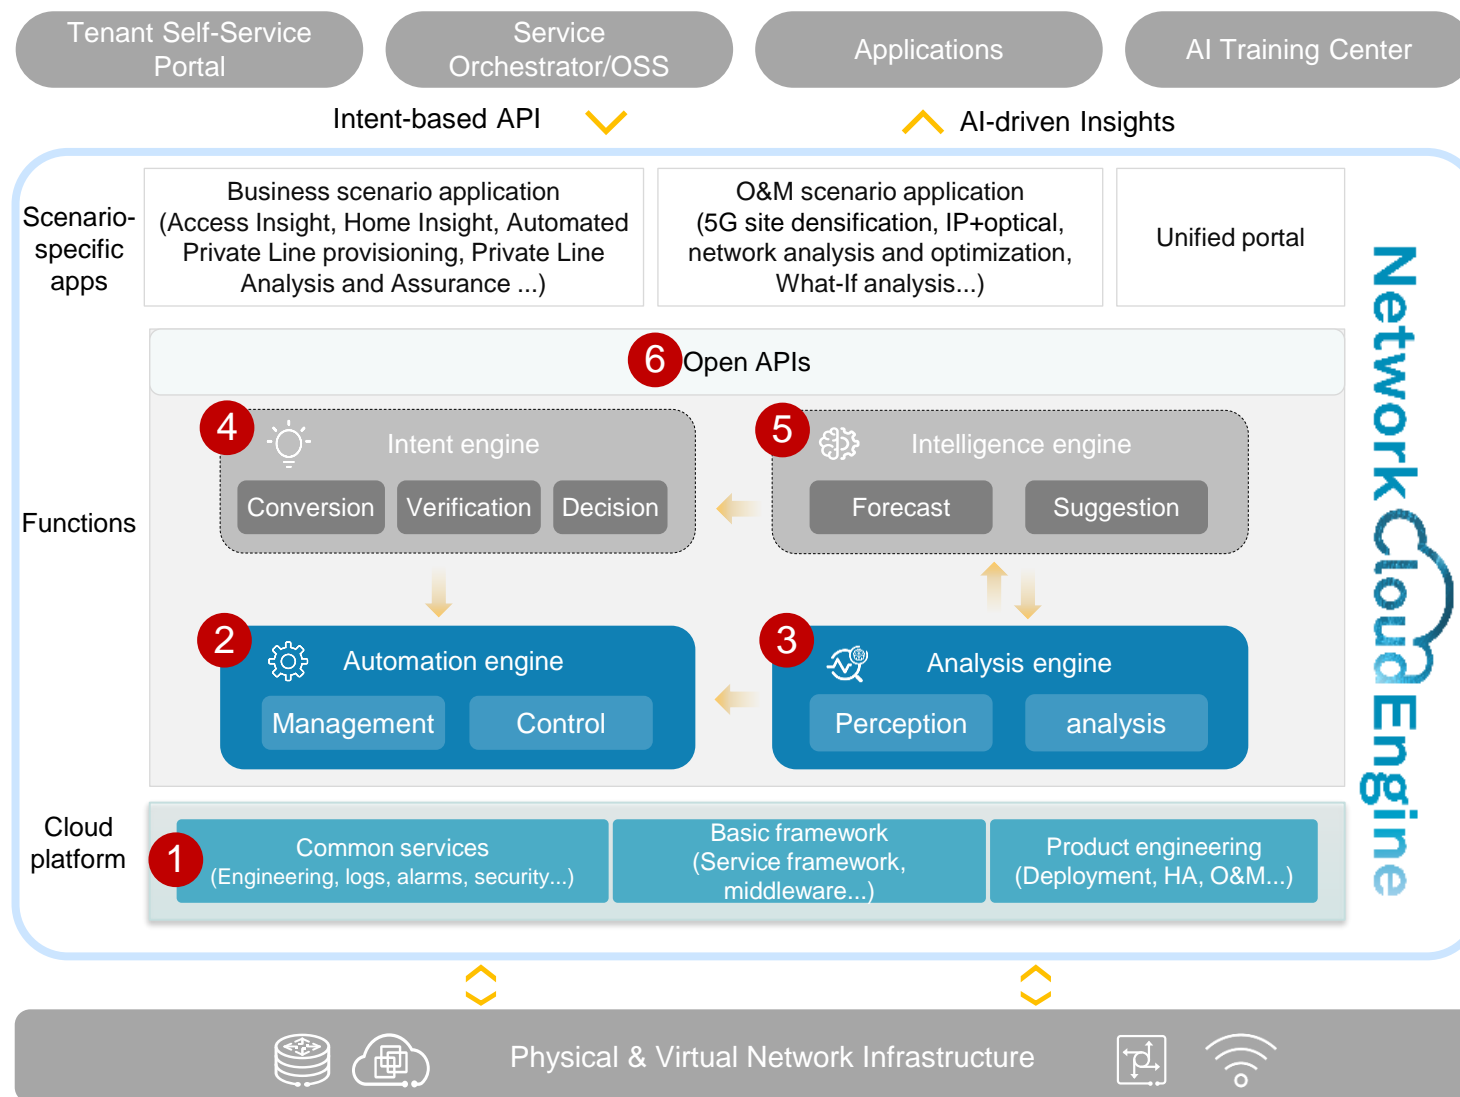 Tenant Self-Service
Portal
Service
Orchestrator/OSS
Applications
AI Training Center
Intent-based API
AI-driven Insights
Scenario-
specific
apps
Business scenario application
(Access Insight, Home Insight, Automated
Private Line provisioning, Private Line
Analysis and Assurance ...)
O&M scenario application
(5G site densification, IP+optical,
network analysis and optimization,
What-If analysis...)
Unified portal
Network Cloud Engine
Functions
6
Open APIs
4
Intent engine
Conversion
Verification
Decision
5
Intelligence engine
Forecast
Suggestion
2
Automation engine
Management
Control
3
Analysis engine
Perception
analysis
Cloud
platform
1
Common services
(Engineering, logs, alarms, security...)
Basic framework
(Service framework,
middleware...)
Product engineering
(Deployment, HA, O&M...)
Physical & Virtual Network Infrastructure